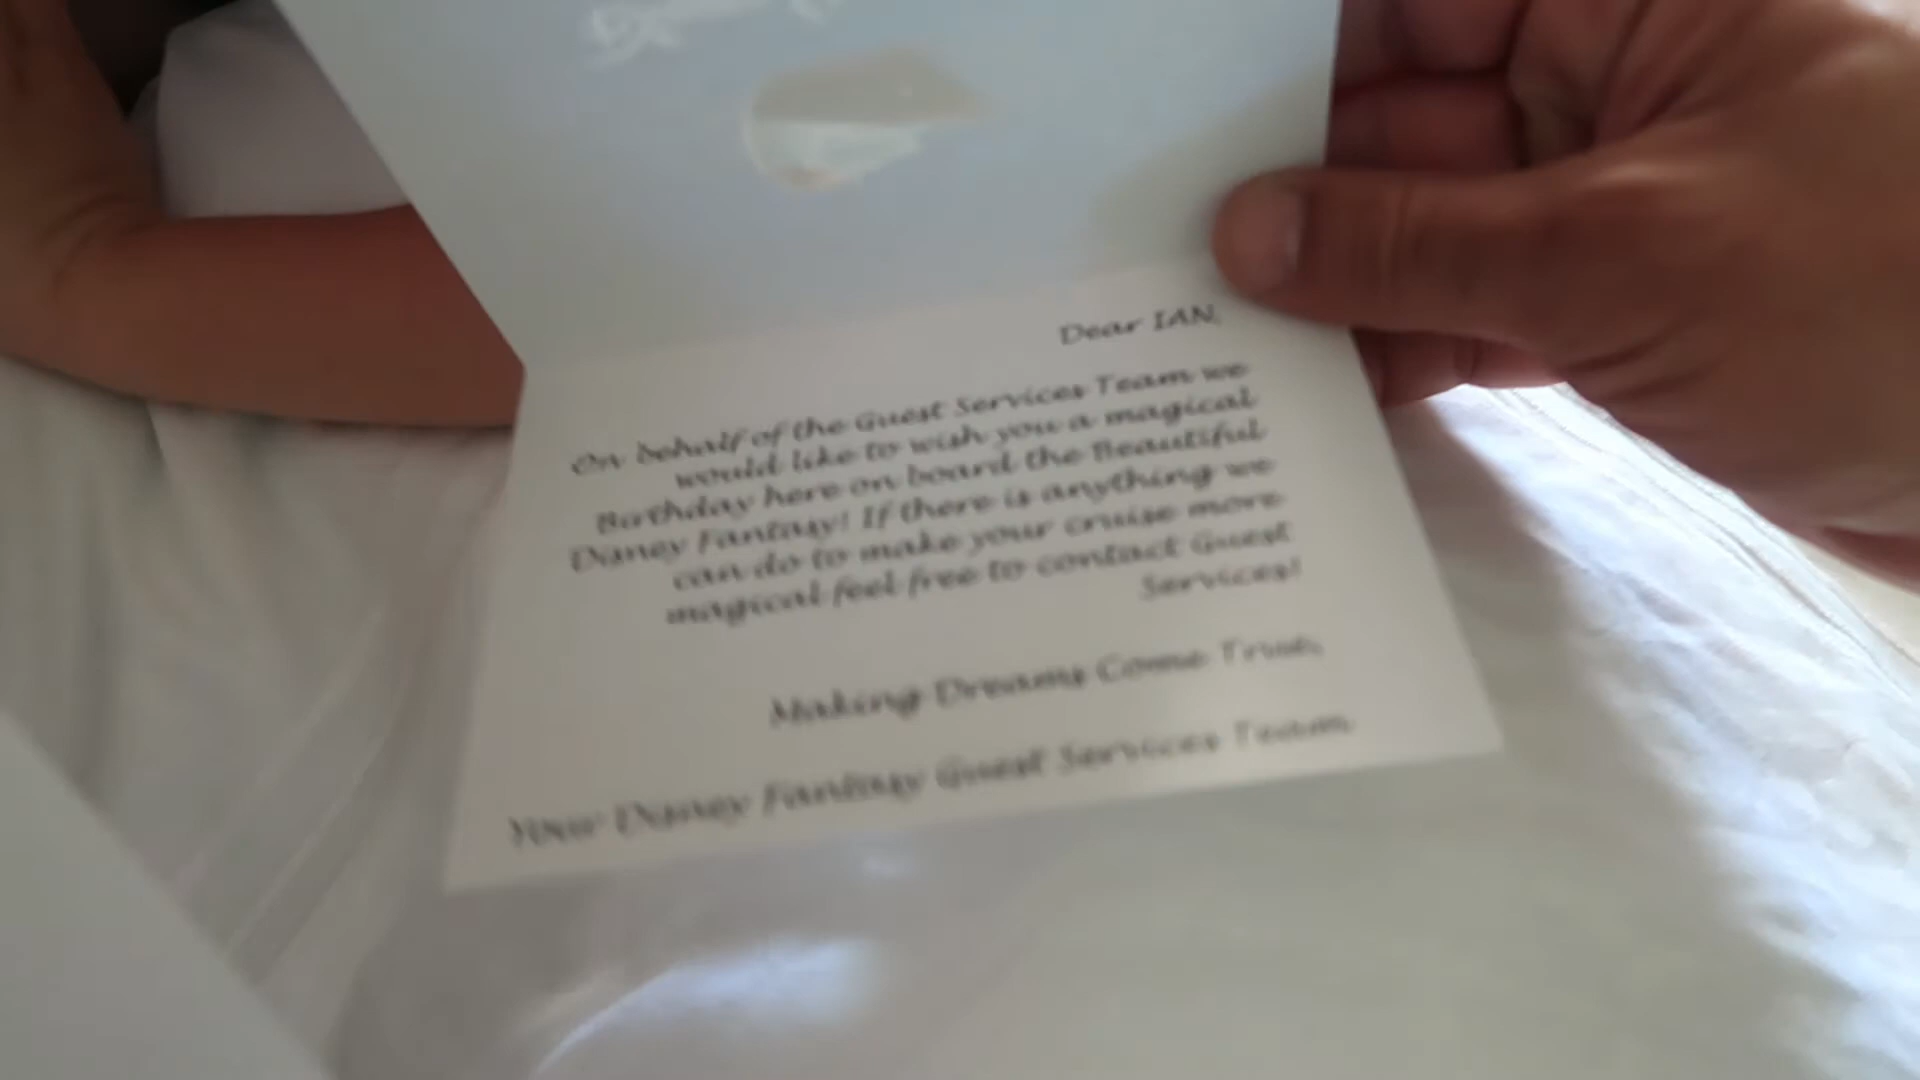 Dear IAN,
On behalf of the Guest Services Team we
would like to wish you a magical
Birthday here on board the Beautiful
Disney Fantasy! If there is anything we
can do to make your cruise more
magical feel free to contact Guest
Services!
Making Dreams Come True,
Your Disney Fantasy Guest Services Team